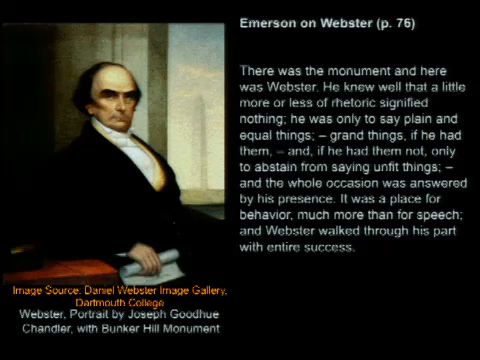 Emerson on Webster (p. 76)
There was the monument and here
was Webster. He knew well that a little
more or less of rhetoric signified
nothing; he was only to say plain and
equal things; – grand things, if he had
them, – and, if he had them not, only
to abstain from saying unfit things; –
and the whole occasion was answered
by his presence. It was a place for
behavior, much more than for speech;
and Webster walked through his part
with entire success.
Image Source: Daniel Webster Image Gallery,
Dartmouth College
Webster, Portrait by Joseph Goodhue
Chandler, with Bunker Hill Monument